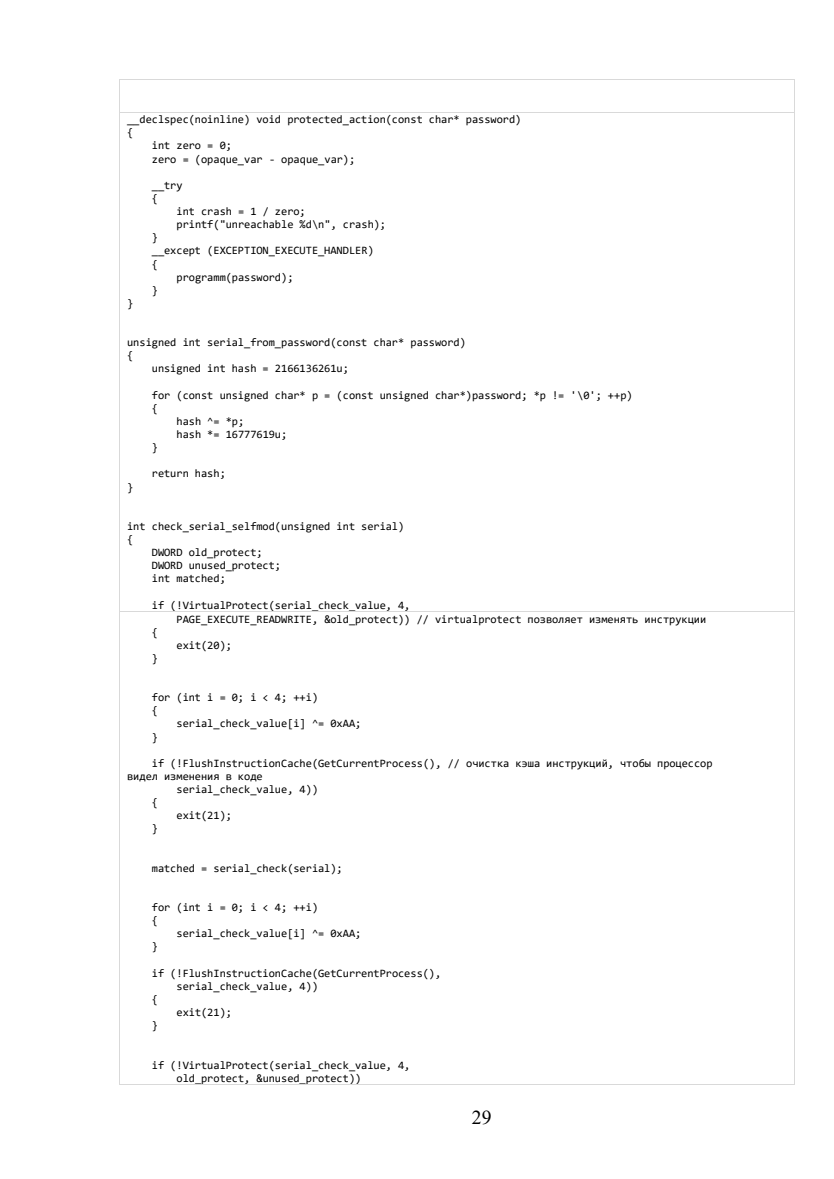 __declspec(noinline) void protected_action(const char* password)
{
    int zero = 0;
    zero = (opaque_var - opaque_var);
    __try
    {
        int crash = 1 / zero;
        printf("unreachable %d\n", crash);
    }
    __except (EXCEPTION_EXECUTE_HANDLER)
    {
        programm(password);
    }
}
unsigned int serial_from_password(const char* password)
{
    unsigned int hash = 2166136261u;
    for (const unsigned char* p = (const unsigned char*)password; *p != '\0'; ++p)
    {
        hash ^= *p;
        hash *= 16777619u;
    }
    return hash;
}
int check_serial_selfmod(unsigned int serial)
{
    DWORD old_protect;
    DWORD unused_protect;
    int matched;
    if (!VirtualProtect(serial_check_value, 4,
        PAGE_EXECUTE_READWRITE, &old_protect)) // virtualprotect позволяет изменять инструкции
    {
        exit(20);
    }
    for (int i = 0; i < 4; ++i)
    {
        serial_check_value[i] ^= 0xAA;
    }
    if (!FlushInstructionCache(GetCurrentProcess(), // очистка кэша инструкций, чтобы процессор
видел изменения в коде
        serial_check_value, 4))
    {
        exit(21);
    }
    matched = serial_check(serial);
    for (int i = 0; i < 4; ++i)
    {
        serial_check_value[i] ^= 0xAA;
    }
    if (!FlushInstructionCache(GetCurrentProcess(),
        serial_check_value, 4))
    {
        exit(21);
    }
    if (!VirtualProtect(serial_check_value, 4,
        old_protect, &unused_protect))
29